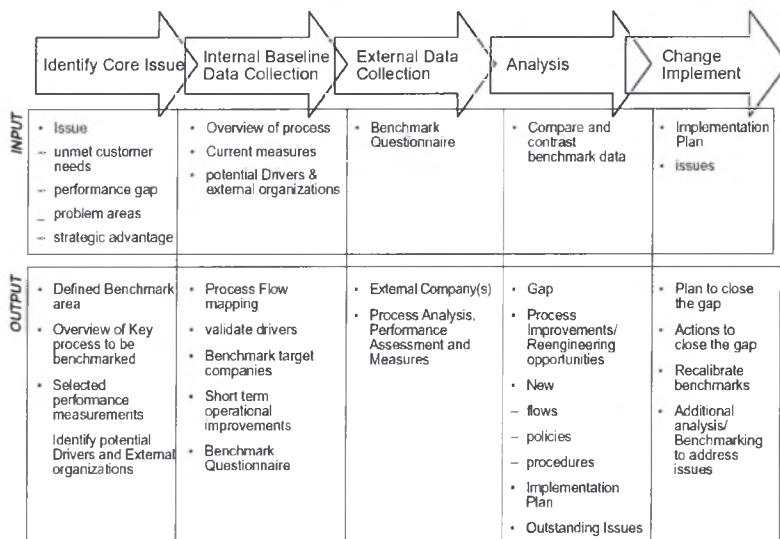 Identify Core Issue
Internal Baseline
Data Collection
External Data
Collection
Analysis
Change
Implement
INPUT
• Issue
– unmet customer
needs
– performance gap
_ problem areas
– strategic advantage
• Overview of process
• Current measures
• potential Drivers &
external organizations
• Benchmark
Questionnaire
• Compare and
contrast
benchmark data
• Implementation
Plan
• issues
OUTPUT
• Defined Benchmark
area
• Overview of Key
process to be
benchmarked
• Selected
performance
measurements
Identify potential
Drivers and External
organizations
• Process Flow
mapping
• validate drivers
• Benchmark target
companies
• Short term
operational
improvements
• Benchmark
Questionnaire
• External Company(s)
• Process Analysis,
Performance
Assessment and
Measures
• Gap
• Process
Improvements/
Reengineering
opportunities
• New
– flows
– policies
– procedures
• Implementation
Plan
• Outstanding Issues
• Plan to close
the gap
• Actions to
close the gap
• Recalibrate
benchmarks
• Additional
analysis/
Benchmarking
to address
issues